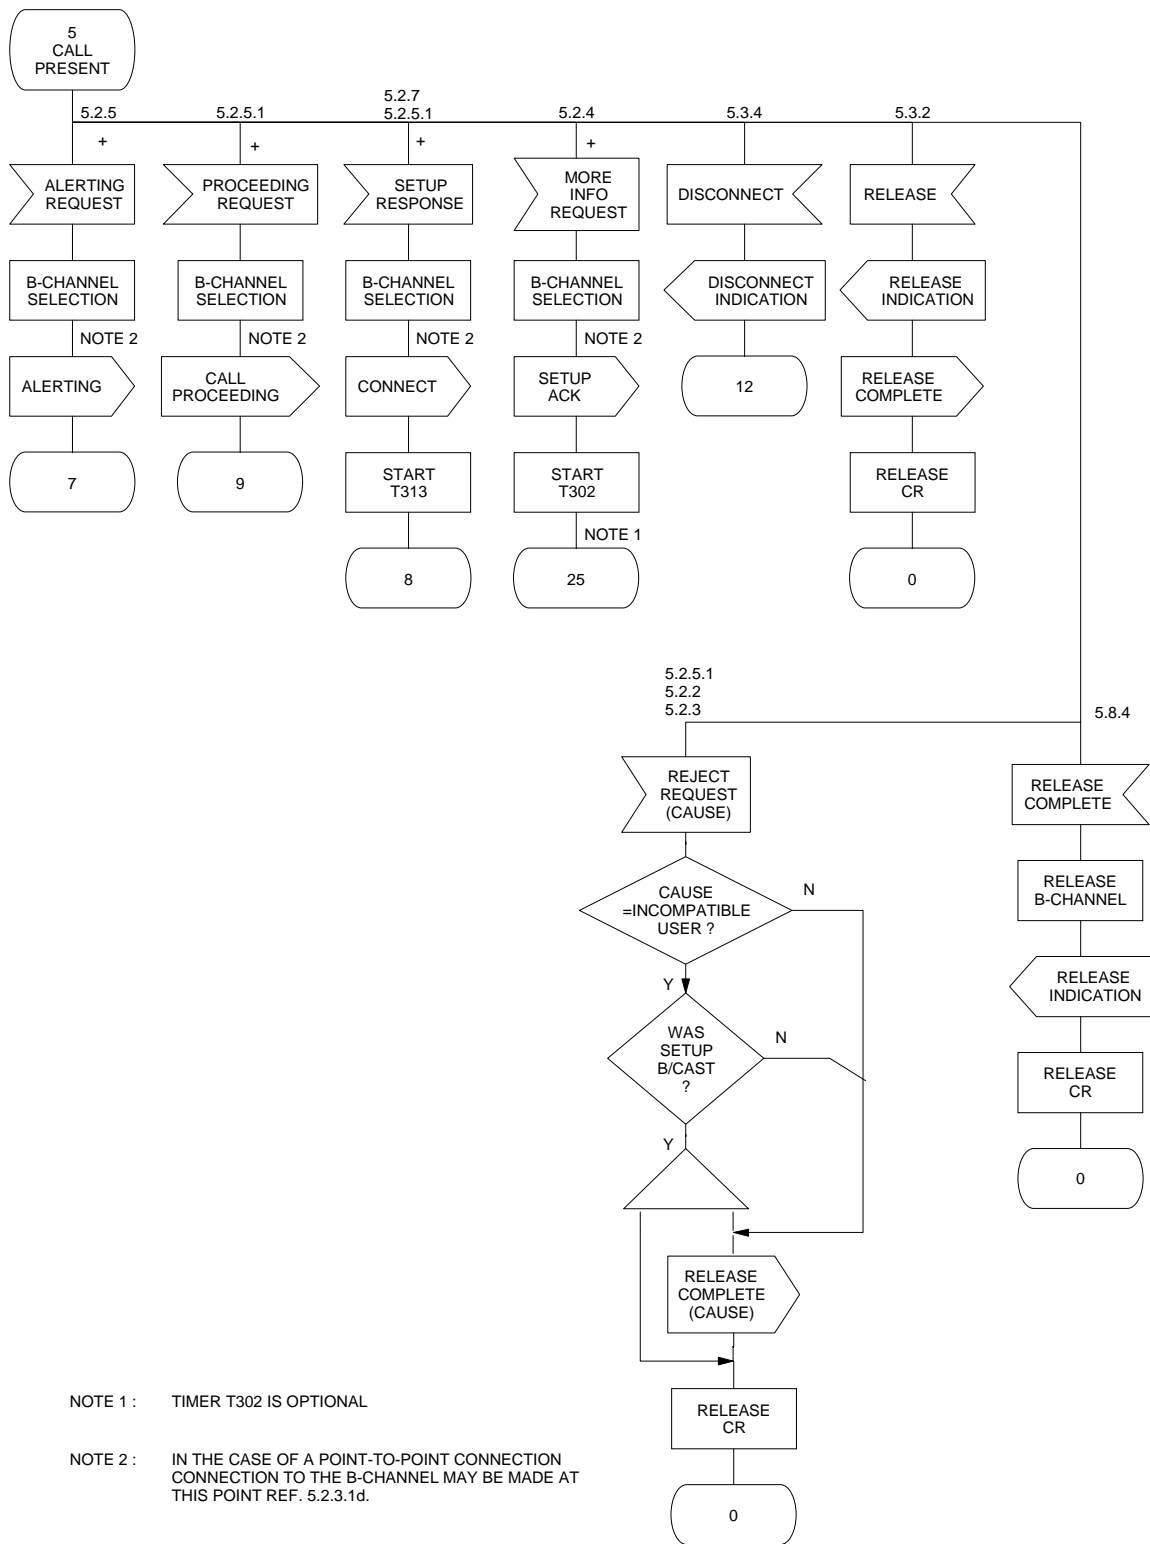 5
CALL
PRESENT
5.2.5
5.2.5.1
5.2.7
5.2.5.1
5.2.4
5.3.4
5.3.2
+
+
+
+
ALERTING
REQUEST
PROCEEDING
REQUEST
SETUP
RESPONSE
MORE
INFO
REQUEST
DISCONNECT
RELEASE
B-CHANNEL
SELECTION
B-CHANNEL
SELECTION
B-CHANNEL
SELECTION
B-CHANNEL
SELECTION
DISCONNECT
INDICATION
RELEASE
INDICATION
NOTE 2
NOTE 2
NOTE 2
NOTE 2
ALERTING
CALL
PROCEEDING
CONNECT
SETUP
ACK
12
RELEASE
COMPLETE
7
9
START
T313
START
T302
RELEASE
CR
NOTE 1
8
25
0
5.2.5.1
5.2.2
5.2.3
5.8.4
REJECT
REQUEST
(CAUSE)
RELEASE
COMPLETE
CAUSE
=INCOMPATIBLE
USER ?
N
RELEASE
B-CHANNEL
Y
RELEASE
INDICATION
WAS
SETUP
B/CAST
?
N
RELEASE
CR
Y
0
RELEASE
COMPLETE
(CAUSE)
RELEASE
CR
0
NOTE 1 : TIMER T302 IS OPTIONAL
NOTE 2 : IN THE CASE OF A POINT-TO-POINT CONNECTION
CONNECTION TO THE B-CHANNEL MAY BE MADE AT
THIS POINT REF. 5.2.3.1d.